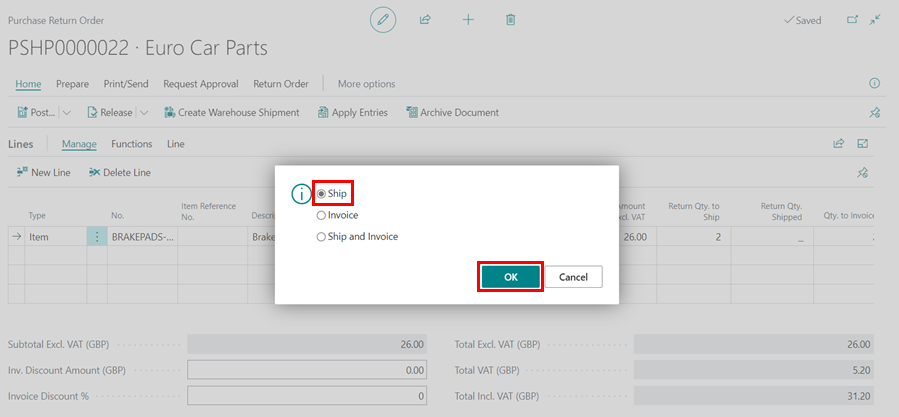 Purchase Return Order
Saved
PSHP0000022 · Euro Car Parts
Home Prepare Print/Send Request Approval Return Order More options
Post... Release Create Warehouse Shipment Apply Entries Archive Document
Lines Manage Functions Line
New Line Delete Line
Type No. Item Reference No. Descri Amount Excl. VAT Return Qty. to Ship Return Qty. Shipped Qty. to Invoice
Item BRAKEPADS-... Brake 26.00 2 _
Ship
Invoice
Ship and Invoice
OK Cancel
Subtotal Excl. VAT (GBP) 26.00 Total Excl. VAT (GBP) 26.00
Inv. Discount Amount (GBP) 0.00 Total VAT (GBP) 5.20
Invoice Discount % 0 Total Incl. VAT (GBP) 31.20